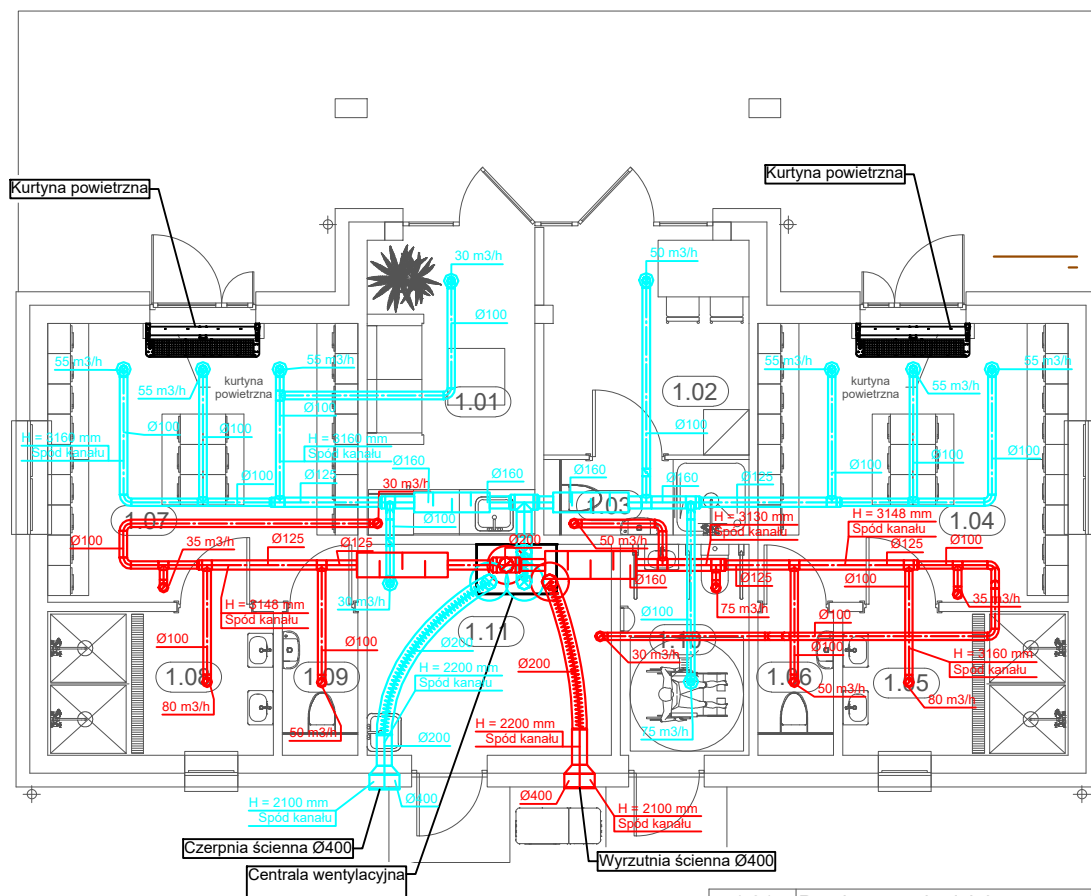 Kurtyna powietrzna
Kurtyna powietrzna
30 m3/h
50 m3/h
Ø100
55 m3/h
55 m3/h
55 m3/h
kurtyna
powietrzna
1.01
1.02
55 m3/h
kurtyna
powietrzna
55 m3/h
55 m3/h
Ø100
Ø100
Ø100
Ø100
H = 3160 mm
Spód kanału
H = 3160 mm
Spód kanału
Ø100
Ø125
Ø160
Ø160
Ø160
Ø160
Ø125
Ø100
Ø100
Ø100
Ø100
30 m3/h
1.07
1.03
1.04
Ø100
H = 3130 mm
Spód kanału
H = 3148 mm
Spód kanału
Ø100
35 m3/h
Ø125
Ø125
Ø200
50 m3/h
Ø160
Ø125
Ø125
Ø100
Ø100
30 m3/h
75 m3/h
35 m3/h
H = 3148 mm
Spód kanału
Ø100
Ø100
Ø100
Ø200
1.11
1.10
Ø100
Ø100
30 m3/h
H = 3160 mm
Spód kanału
H = 2200 mm
Spód kanału
Ø200
1.08
1.09
1.06
1.05
80 m3/h
50 m3/h
50 m3/h
80 m3/h
Ø200
H = 2200 mm
Spód kanału
75 m3/h
H = 2100 mm
Spód kanału
Ø400
Ø400
H = 2100 mm
Spód kanału
Czerpnia ścienna Ø400
Wyrzutnia ścienna Ø400
Centrala wentylacyjna